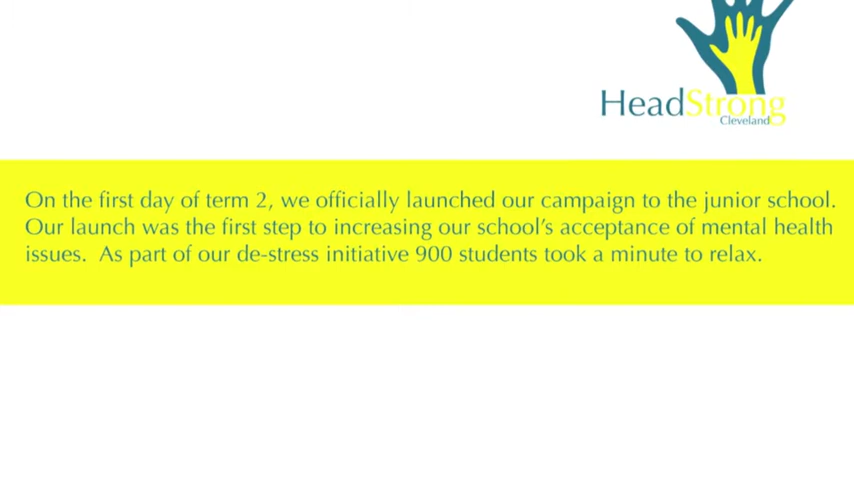 HeadStrong
Cleveland
On the first day of term 2, we officially launched our campaign to the junior school.
Our launch was the first step to increasing our school’s acceptance of mental health
issues.  As part of our de-stress initiative 900 students took a minute to relax.